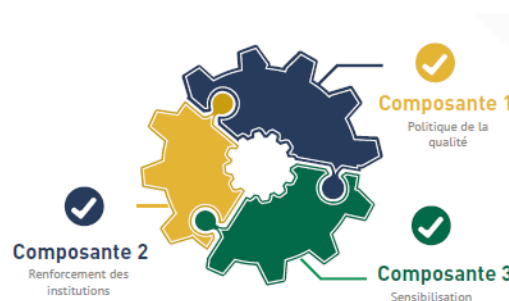 Composante 1
Politique de la
qualité
Composante 2
Renforcement des
institutions
Composante 3
Sensibilisation